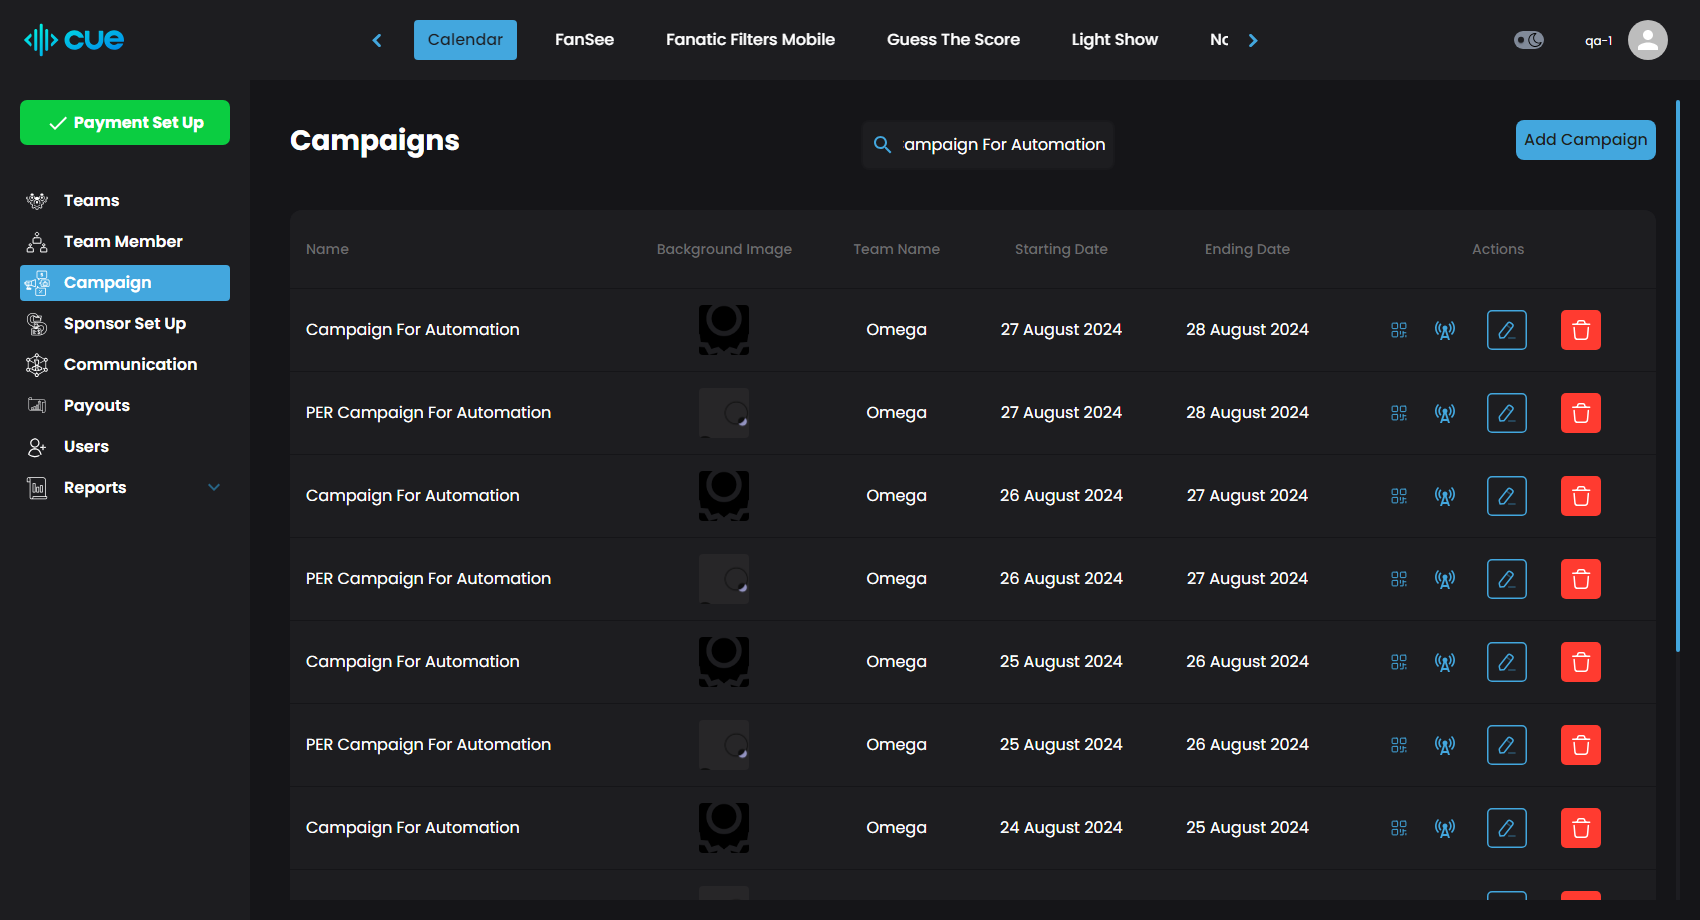 cue
Calendar FanSee Fanatic Filters Mobile Guess The Score Light Show
qa-1
Payment Set Up
Teams
Team Member
Campaign
Sponsor Set Up
Communication
Payouts
Users
Reports
Campaigns
ampaign For Automation
Add Campaign
Name Background Image Team Name Starting Date Ending Date Actions
Campaign For Automation Omega 27 August 2024 28 August 2024
PER Campaign For Automation Omega 27 August 2024 28 August 2024
Campaign For Automation Omega 26 August 2024 27 August 2024
PER Campaign For Automation Omega 26 August 2024 27 August 2024
Campaign For Automation Omega 25 August 2024 26 August 2024
PER Campaign For Automation Omega 25 August 2024 26 August 2024
Campaign For Automation Omega 24 August 2024 25 August 2024